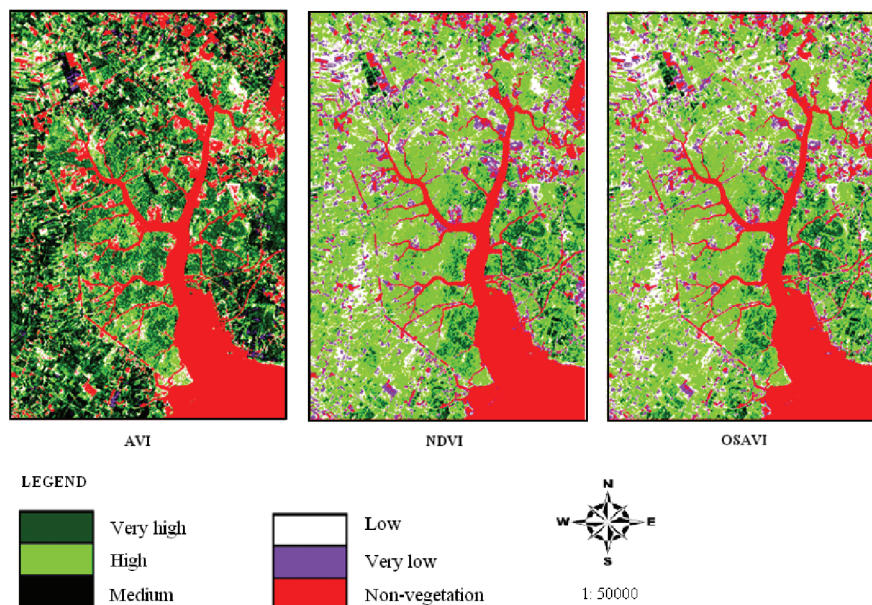 AVI
NDVI
OSAVI
LEGEND
Very high
High
Medium
Low
Very low
Non-vegetation
N
W E
S
1: 50000